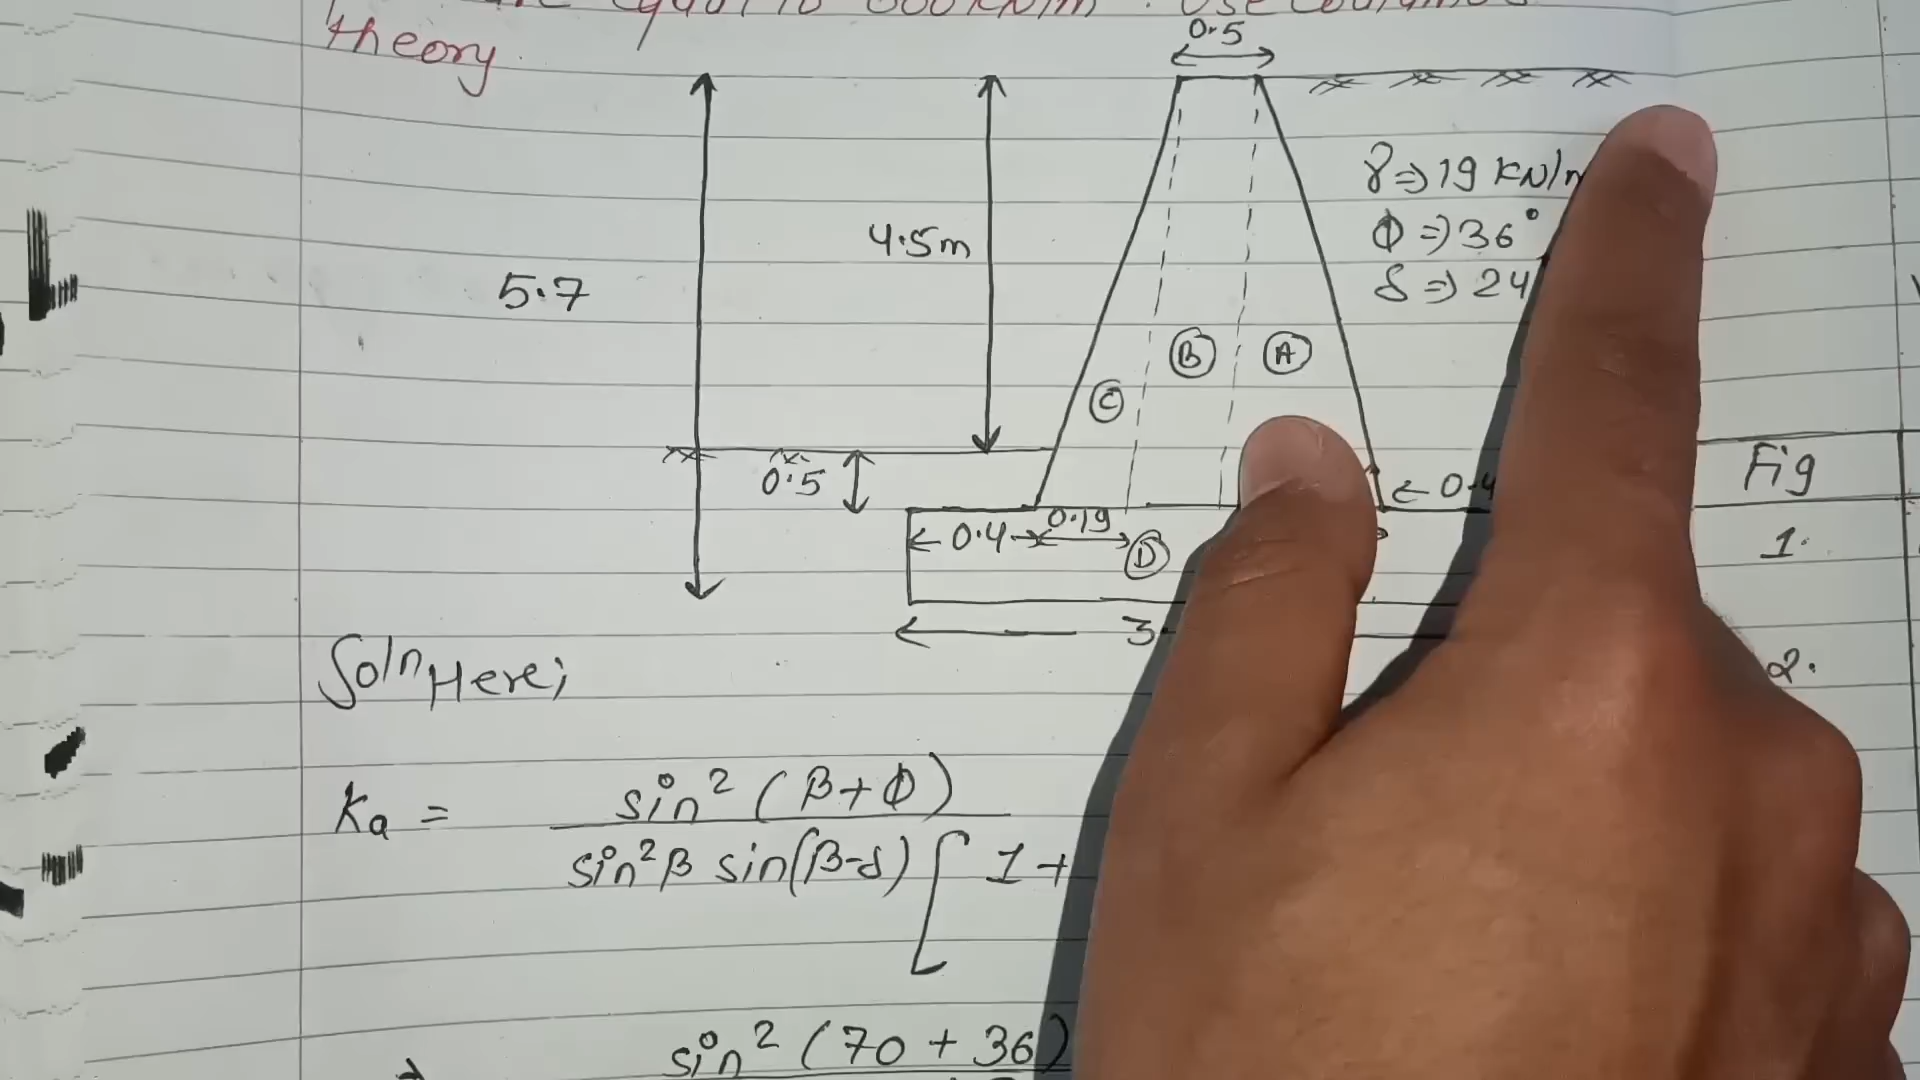 theory
0.5
γ ⇒ 19 KN/m
4.5m
φ ⇒ 36°
5.7
δ ⇒ 24
B
A
C
0.5
← 0.4
Fig
0.4
0.19
D
1.
3.
Soln Here;
2.
Ka = sin² (β+φ)
sin²β sin(β-δ) [ 1 +
sin² (70 + 36)